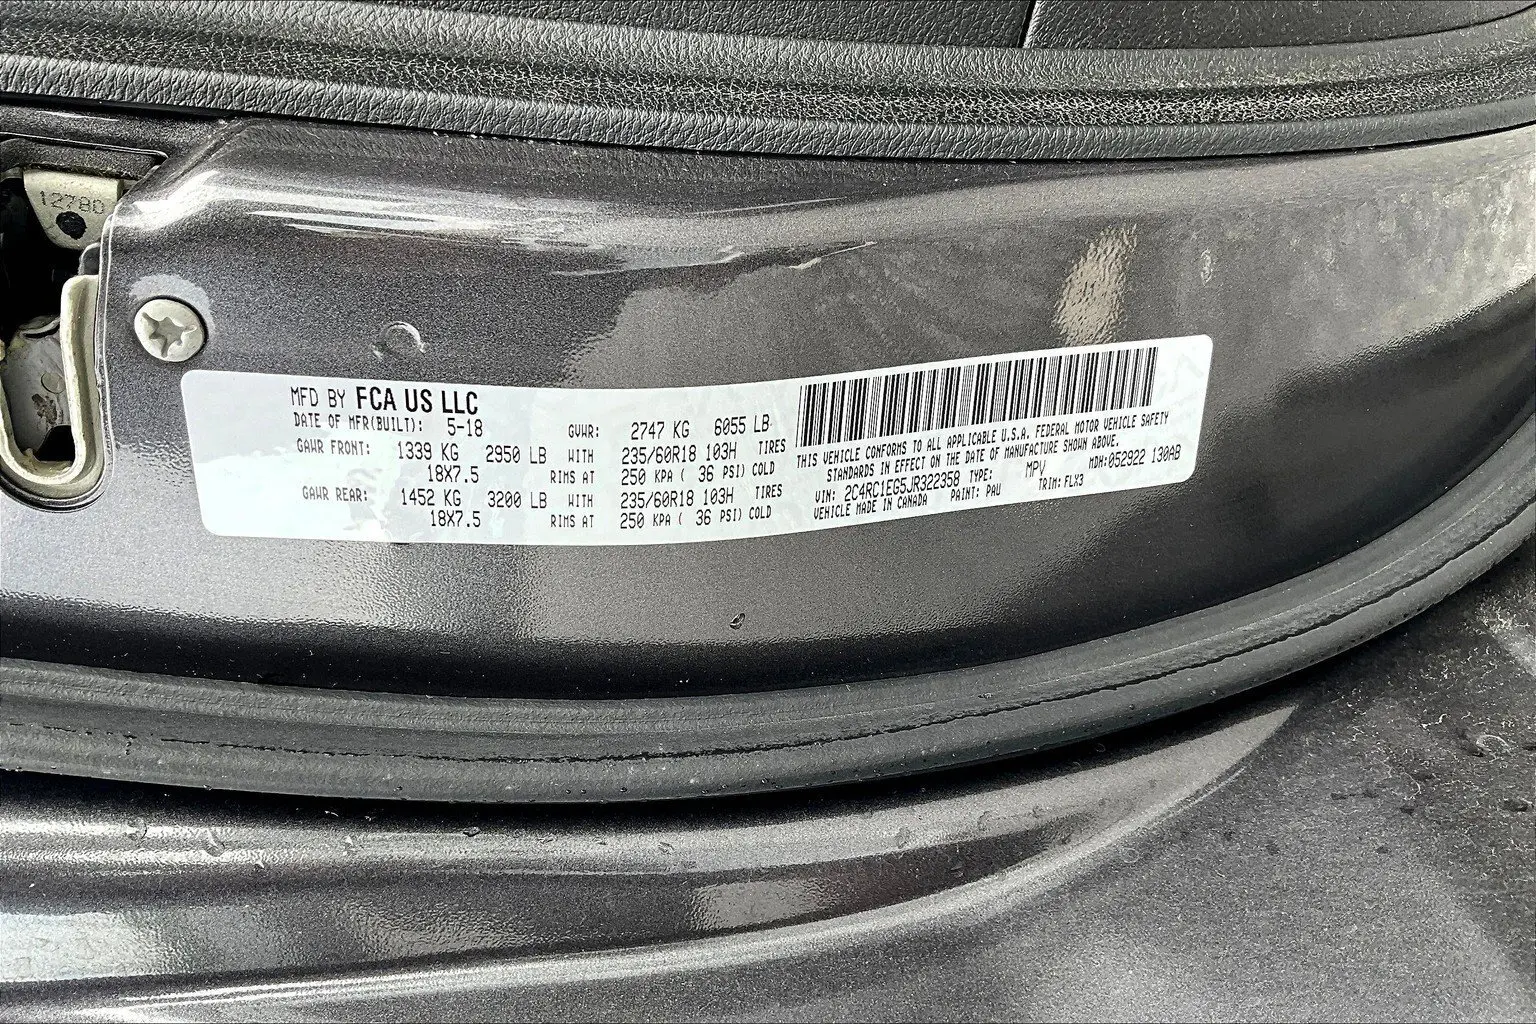 12780
MFD BY FCA US LLC
DATE OF MFR(BUILT): 5-18 GVWR: 2747 KG 6055 LB
GAWR FRONT: 1339 KG 2950 LB WITH 235/60R18 103H TIRES
18X7.5 RIMS AT 250 KPA ( 36 PSI) COLD
GAWR REAR: 1452 KG 3200 LB WITH 235/60R18 103H TIRES
18X7.5 RIMS AT 250 KPA ( 36 PSI) COLD
THIS VEHICLE CONFORMS TO ALL APPLICABLE U.S.A. FEDERAL MOTOR VEHICLE SAFETY
STANDARDS IN EFFECT ON THE DATE OF MANUFACTURE SHOWN ABOVE.
VIN: 2C4RC1EG5JR322358 TYPE: MPV MDH:052922 130AB
VEHICLE MADE IN CANADA PAINT: PAU TRIM: FLX3